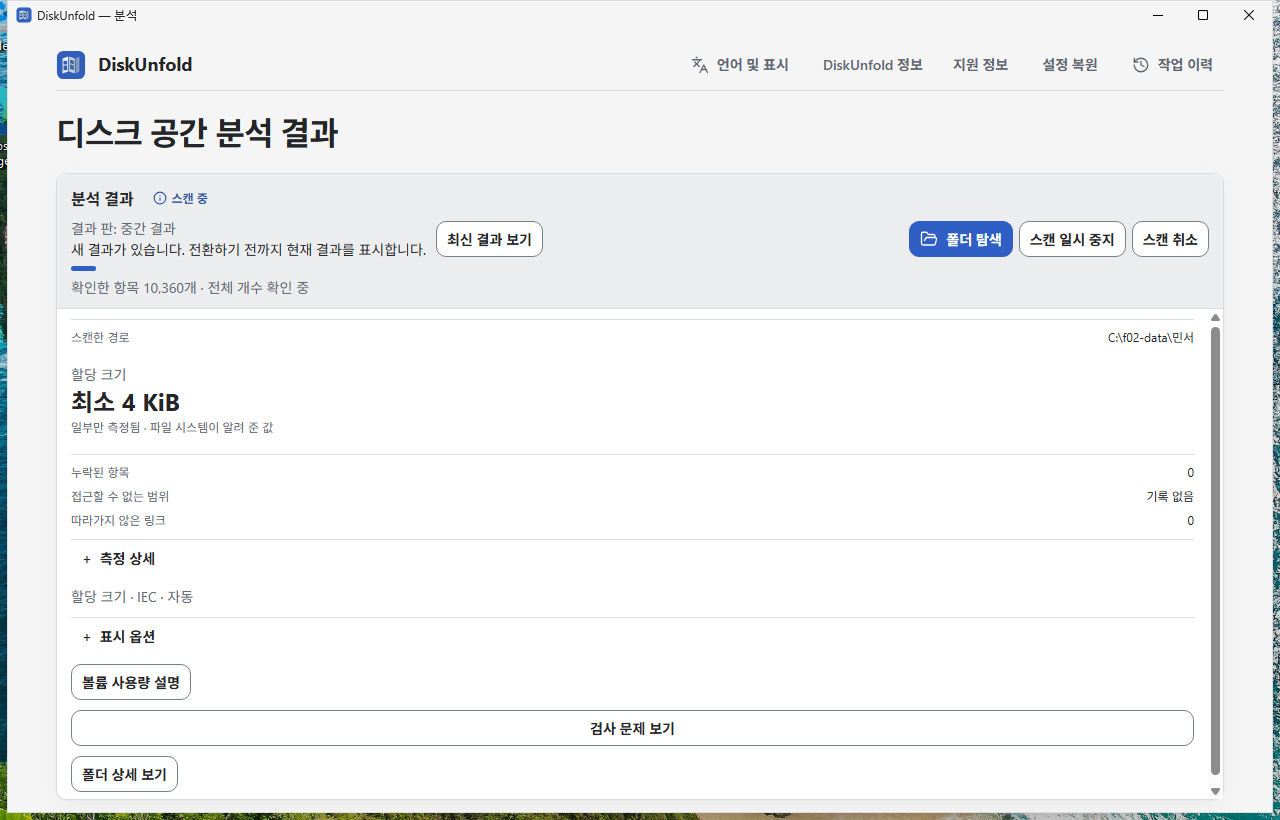 DiskUnfold — 분석
DiskUnfold
언어 및 표시
DiskUnfold 정보
지원 정보
설정 복원
작업 이력
디스크 공간 분석 결과
분석 결과
스캔 중
결과 판: 중간 결과
새 결과가 있습니다. 전환하기 전까지 현재 결과를 표시합니다.
최신 결과 보기
폴더 탐색
스캔 일시 중지
스캔 취소
확인한 항목 10,360개 · 전체 개수 확인 중
스캔한 경로
C:\f02-data\민서
할당 크기
최소 4 KiB
일부만 측정됨 · 파일 시스템이 알려 준 값
누락된 항목
0
접근할 수 없는 범위
기록 없음
따라가지 않은 링크
0
+ 측정 상세
할당 크기 · IEC · 자동
+ 표시 옵션
볼륨 사용량 설명
검사 문제 보기
폴더 상세 보기